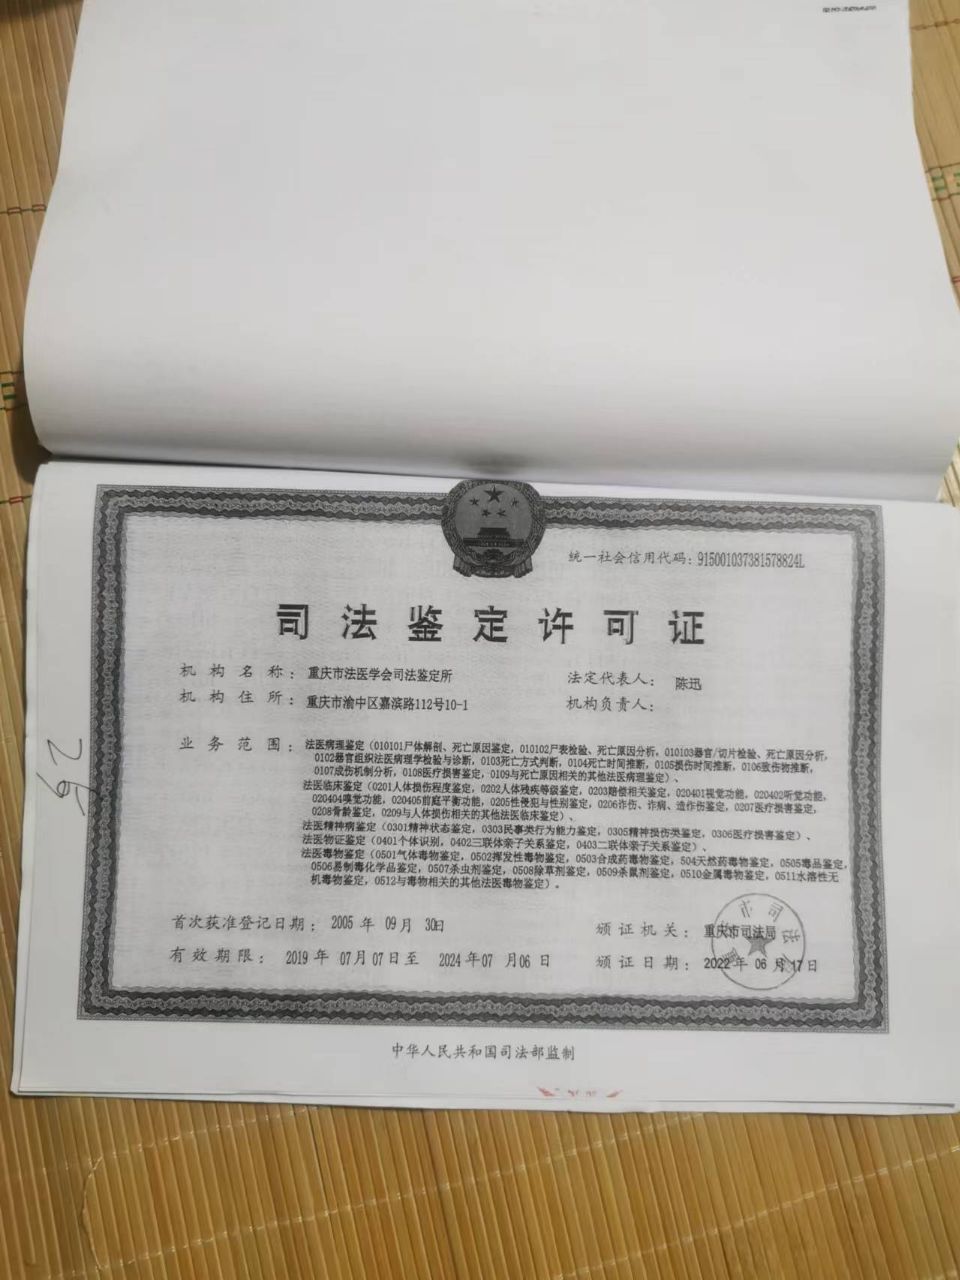 统一社会信用代码：915001037381578824L
司法鉴定许可证
机构名称：重庆市法医学会司法鉴定所
法定代表人：陈迅
机构住所：重庆市渝中区嘉滨路112号10-1
机构负责人：
业务范围：法医病理鉴定（010101尸体解剖、死亡原因鉴定，010102尸表检验、死亡原因分析，010103器官/切片检验、死亡原因分析，
0102器官组织法医病理学检验与诊断，0103死亡方式判断，0104死亡时间推断，0105损伤时间推断，0106致伤物推断，
0107成伤机制分析，0108医疗损害鉴定，0109与死亡原因相关的其他法医病理鉴定）、
法医临床鉴定（0201人体损伤程度鉴定，0202人体残疾等级鉴定，0203赔偿相关鉴定，020401视觉功能，020402听觉功能，
020404嗅觉功能，020405前庭平衡功能，0205性侵犯与性别鉴定，0206诈伤、诈病、造作伤鉴定，0207医疗损害鉴定，
0208骨龄鉴定，0209与人体损伤相关的其他法医临床鉴定）、
法医精神病鉴定（0301精神状态鉴定，0303民事类行为能力鉴定，0305精神损伤类鉴定，0306医疗损害鉴定）、
法医物证鉴定（0401个体识别，0402三联体亲子关系鉴定，0403二联体亲子关系鉴定）、
法医毒物鉴定（0501气体毒物鉴定，0502挥发性毒物鉴定，0503合成药毒物鉴定，504天然药毒物鉴定，0505毒品鉴定，
0506易制毒化学品鉴定，0507杀虫剂鉴定，0508除草剂鉴定，0509杀鼠剂鉴定，0510金属毒物鉴定，0511水溶性无
机毒物鉴定，0512与毒物相关的其他法医毒物鉴定）。
首次获准登记日期：2005年09月30日
颁证机关：重庆市司法局
有效期限：2019年07月07日至2024年07月06日
颁证日期：2022年06月17日
中华人民共和国司法部监制